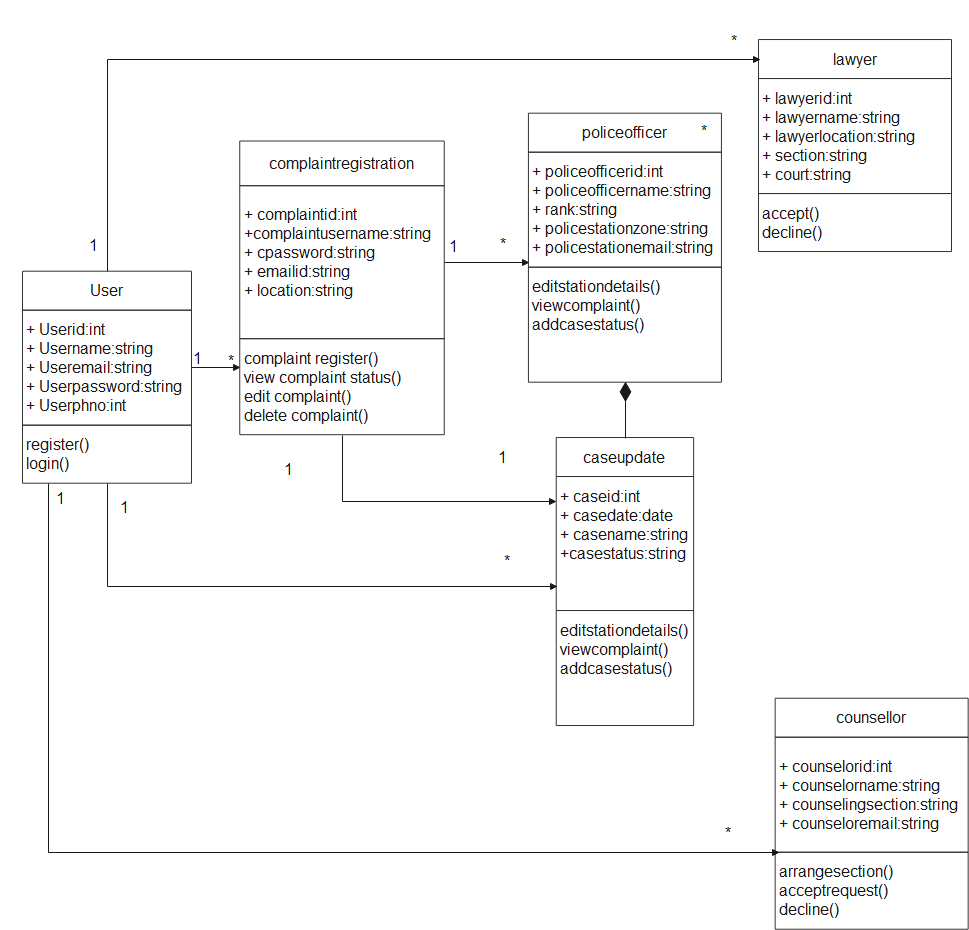 *
lawyer
+ lawyerid:int
+ lawyername:string
+ lawyerlocation:string
+ section:string
+ court:string
accept()
decline()
policeofficer
*
+ policeofficerid:int
+ policeofficername:string
+ rank:string
+ policestationzone:string
+ policestationemail:string
editstationdetails()
viewcomplaint()
addcasestatus()
complaintregistration
+ complaintid:int
+complaintusername:string
+ cpassword:string
+ emailid:string
+ location:string
complaint register()
view complaint status()
edit complaint()
delete complaint()
1
*
1
User
+ Userid:int
+ Username:string
+ Useremail:string
+ Userpassword:string
+ Userphno:int
register()
login()
1
*
1
1
1
1
*
caseupdate
+ caseid:int
+ casedate:date
+ casename:string
+casestatus:string
editstationdetails()
viewcomplaint()
addcasestatus()
*
counsellor
+ counselorid:int
+ counselorname:string
+ counselingsection:string
+ counseloremail:string
arrangesection()
acceptrequest()
decline()